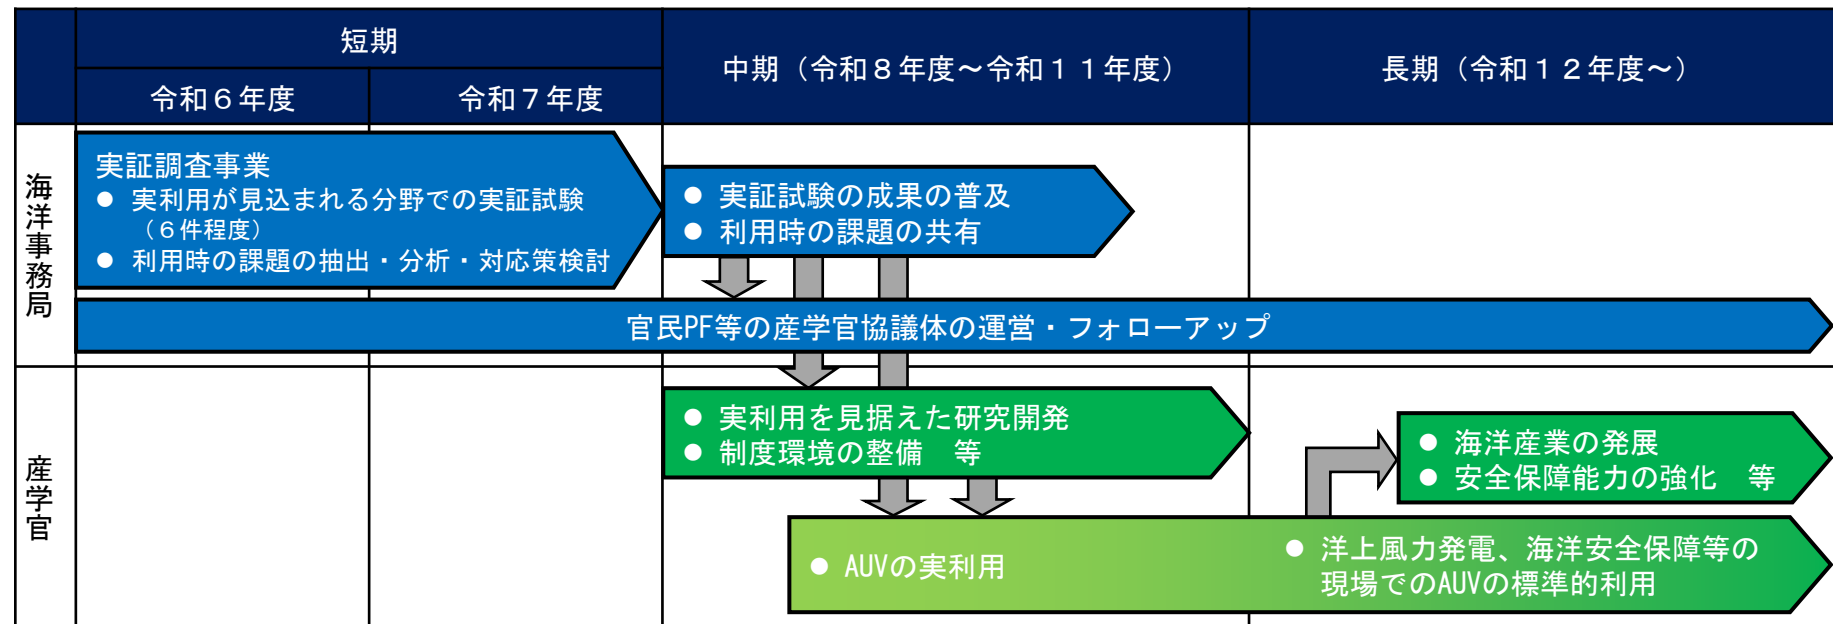 短期
中期（令和８年度～令和１１年度）
長期（令和１２年度～）
令和６年度
令和７年度
海洋事務局
実証調査事業
● 実利用が見込まれる分野での実証試験
（６件程度）
● 利用時の課題の抽出・分析・対応策検討
● 実証試験の成果の普及
● 利用時の課題の共有
官民PF等の産学官協議体の運営・フォローアップ
産学官
● 実利用を見据えた研究開発
● 制度環境の整備　等
● 海洋産業の発展
● 安全保障能力の強化　等
● AUVの実利用
● 洋上風力発電、海洋安全保障等の
現場でのAUVの標準的利用